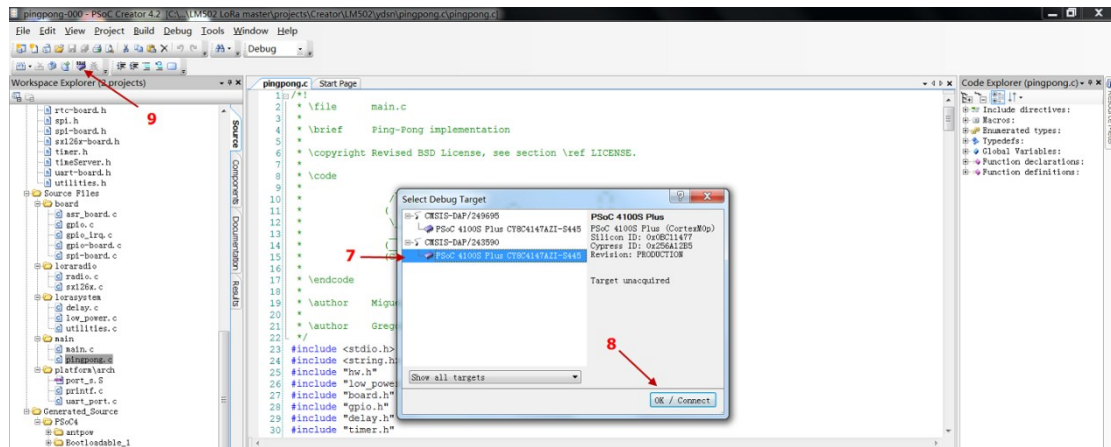 pingpong-000 - PSoC Creator 4.2 [C:\...\LM502 LoRa master\projects\Creator\LM502\ydsn\pingpong.c\pingpong.c]
File Edit View Project Build Debug Tools Window Help
Debug
Workspace Explorer (2 projects)
9
rtc-board.h
spi.h
spi-board.h
sx126x-board.h
timer.h
timeServer.h
uart-board.h
utilities.h
Source Files
board
asr_board.c
gpio.c
gpio_irq.c
gpio-board.c
spi-board.c
loraradio
radio.c
sx126x.c
lorasystem
delay.c
low_power.c
utilities.c
main
main.c
pingpong.c
platform\arch
port_s.S
printf.c
uart_port.c
Generated_Source
PSoC4
antpow
Bootloadable_1
Source
Components
Documentation
Results
pingpong.c Start Page
1 /*!
2 * \file main.c
3 *
4 * \brief Ping-Pong implementation
5 *
6 * \copyright Revised BSD License, see section \ref LICENSE.
7 *
8 * \code
9 *
10 * /
11 * (
12 * \
13 *
14 * (
15 * (C
16 *
17 * \endcode
18 *
19 * \author Migue
20 *
21 * \author Grego
22 */
23 #include <stdio.h>
24 #include <string.h>
25 #include "hw.h"
26 #include "low_power
27 #include "board.h"
28 #include "gpio.h"
29 #include "delay.h"
30 #include "timer.h"
Select Debug Target
CMSIS-DAP/249695
PSoC 4100S Plus CY8C4147AZI-S445
CMSIS-DAP/243590
PSoC 4100S Plus CY8C4147AZI-S445
7
Show all targets
PSoC 4100S Plus
PSoC 4100S Plus (CortexM0p)
Silicon ID: 0x0BC11477
Cypress ID: 0x256A12B5
Revision: PRODUCTION
Target unacquired
8
OK / Connect
Code Explorer (pingpong.c)
Include directives:
Macros:
Enumerated types:
Typedefs:
Global Variables:
Function declarations:
Function definitions: